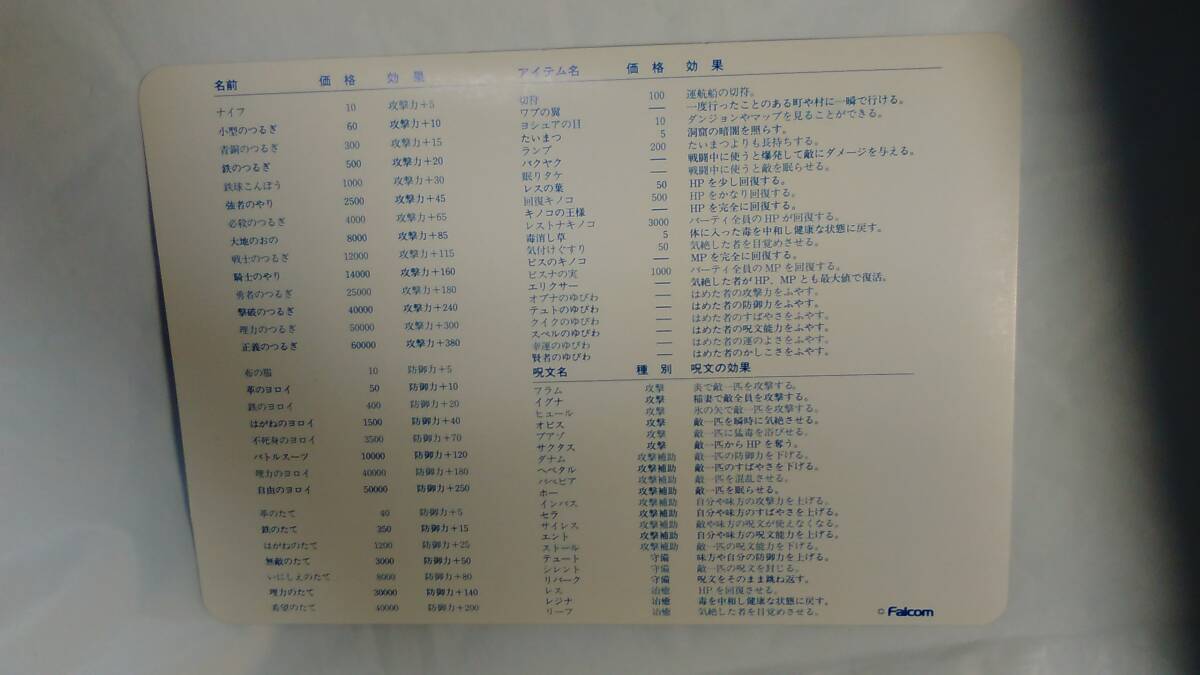 名前 価格 効果
ナイフ 10 攻撃力+5
小型のつるぎ 60 攻撃力+10
青銅のつるぎ 300 攻撃力+15
鉄のつるぎ 500 攻撃力+20
鉄球こんぼう 1000 攻撃力+30
強者のやり 2500 攻撃力+45
必殺のつるぎ 4000 攻撃力+65
大地のおの 8000 攻撃力+85
戦士のつるぎ 12000 攻撃力+115
騎士のやり 14000 攻撃力+160
勇者のつるぎ 25000 攻撃力+180
撃破のつるぎ 40000 攻撃力+240
理力のつるぎ 50000 攻撃力+300
正義のつるぎ 60000 攻撃力+380
布の服 10 防御力+5
革のヨロイ 50 防御力+10
鉄のヨロイ 400 防御力+20
はがねのヨロイ 1500 防御力+40
不死身のヨロイ 3500 防御力+70
バトルスーツ 10000 防御力+120
理力のヨロイ 40000 防御力+180
自由のヨロイ 50000 防御力+250
革のたて 40 防御力+5
鉄のたて 350 防御力+15
はがねのたて 1200 防御力+25
無敵のたて 3000 防御力+50
いにしえのたて 8000 防御力+80
理力のたて 30000 防御力+140
希望のたて 40000 防御力+200
アイテム名 価格 効果
切符 100 運航船の切符。
ワプの翼 ― 一度行ったことのある町や村に一瞬で行ける。
ヨシュアの目 10 ダンジョンやマップを見ることができる。
たいまつ 5 洞窟の暗闇を照らす。
ランプ 200 たいまつよりも長持ちする。
バクヤク ― 戦闘中に使うと爆発して敵にダメージを与える。
眠りタケ ― 戦闘中に使うと敵を眠らせる。
レスの葉 50 HPを少し回復する。
回復キノコ 500 HPをかなり回復する。
キノコの王様 ― HPを完全に回復する。
レストナキノコ 3000 パーティ全員のHPが回復する。
毒消し草 5 体に入った毒を中和し健康な状態に戻す。
気付けぐすり 50 気絶した者を目覚めさせる。
ビスのキノコ ― MPを完全に回復する。
ビスナの実 1000 パーティ全員のMPを回復する。
エリクサー ― 気絶した者がHP、MPとも最大値で復活。
オブナのゆびわ ― はめた者の攻撃力をふやす。
テュトのゆびわ ― はめた者の防御力をふやす。
クイクのゆびわ ― はめた者のすばやさをふやす。
スペルのゆびわ ― はめた者の呪文能力をふやす。
幸運のゆびわ ― はめた者の運のよさをふやす。
賢者のゆびわ ― はめた者のかしこさをふやす。
呪文名 種別 呪文の効果
フラム 攻撃 炎で敵一匹を攻撃する。
イグナ 攻撃 稲妻で敵全員を攻撃する。
ヒュール 攻撃 氷の矢で敵一匹を攻撃する。
オビス 攻撃 敵一匹を瞬時に気絶させる。
ブアゾ 攻撃 敵一匹に猛毒を浴びせる。
サクタス 攻撃 敵一匹からHPを奪う。
ダナム 攻撃補助 敵一匹の防御力を下げる。
ヘベタル 攻撃補助 敵一匹のすばやさを下げる。
バベビア 攻撃補助 敵一匹を混乱させる。
ホー 攻撃補助 敵一匹を眠らせる。
インバス 攻撃補助 自分や味方の攻撃力を上げる。
セラ 攻撃補助 自分や味方のすばやさを上げる。
サイレス 攻撃補助 敵や味方の呪文が使えなくなる。
エント 攻撃補助 自分や味方の呪文能力を上げる。
ストール 攻撃補助 敵一匹の呪文能力を下げる。
テュート 守備 味方や自分の防御力を上げる。
シレント 守備 敵一匹の呪文を封じる。
リバーク 守備 呪文をそのまま跳ね返す。
レス 治癒 HPを回復させる。
レジナ 治癒 毒を中和し健康な状態に戻す。
リーフ 治癒 気絶した者を目覚めさせる。
© Falcom